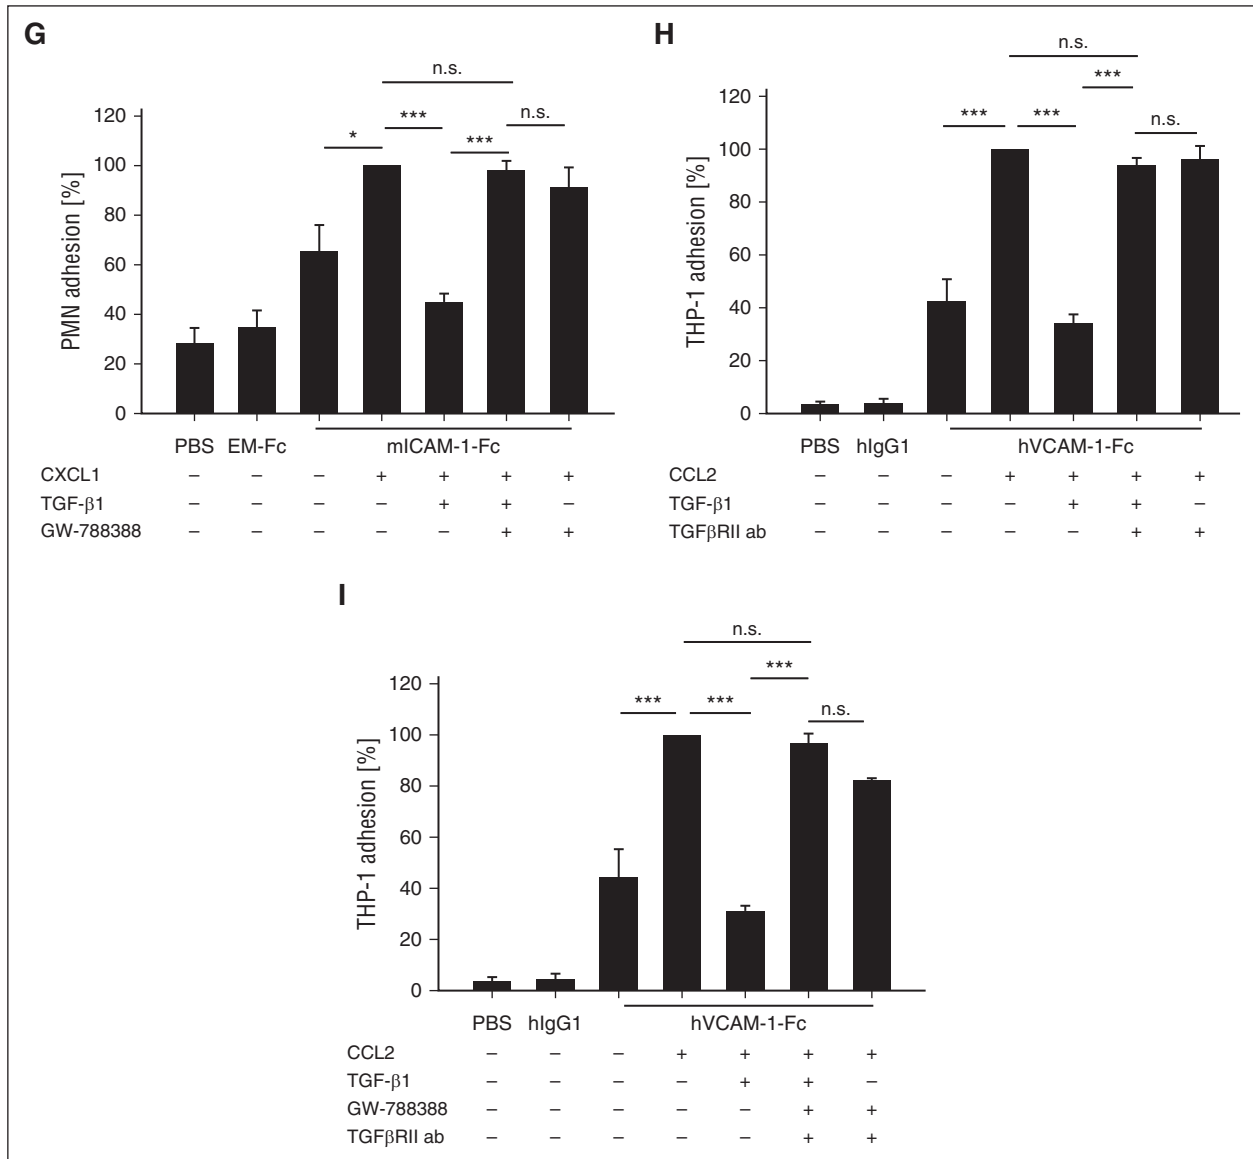 G
n.s.
*** n.s.
* ***
120
100
80
60
40
20
0
PMN adhesion [%]
PBS EM-Fc mICAM-1-Fc
CXCL1 – – – + + + +
TGF-β1 – – – – + + –
GW-788388 – – – – – + +
H
n.s.
***
*** *** n.s.
120
100
80
60
40
20
0
THP-1 adhesion [%]
PBS hIgG1 hVCAM-1-Fc
CCL2 – – – + + + +
TGF-β1 – – – – + + –
TGFβRII ab – – – – – + +
I
n.s.
***
*** *** n.s.
120
100
80
60
40
20
0
THP-1 adhesion [%]
PBS hIgG1 hVCAM-1-Fc
CCL2 – – – + + + +
TGF-β1 – – – – + + –
GW-788388 – – – – – + +
TGFβRII ab – – – – – + +